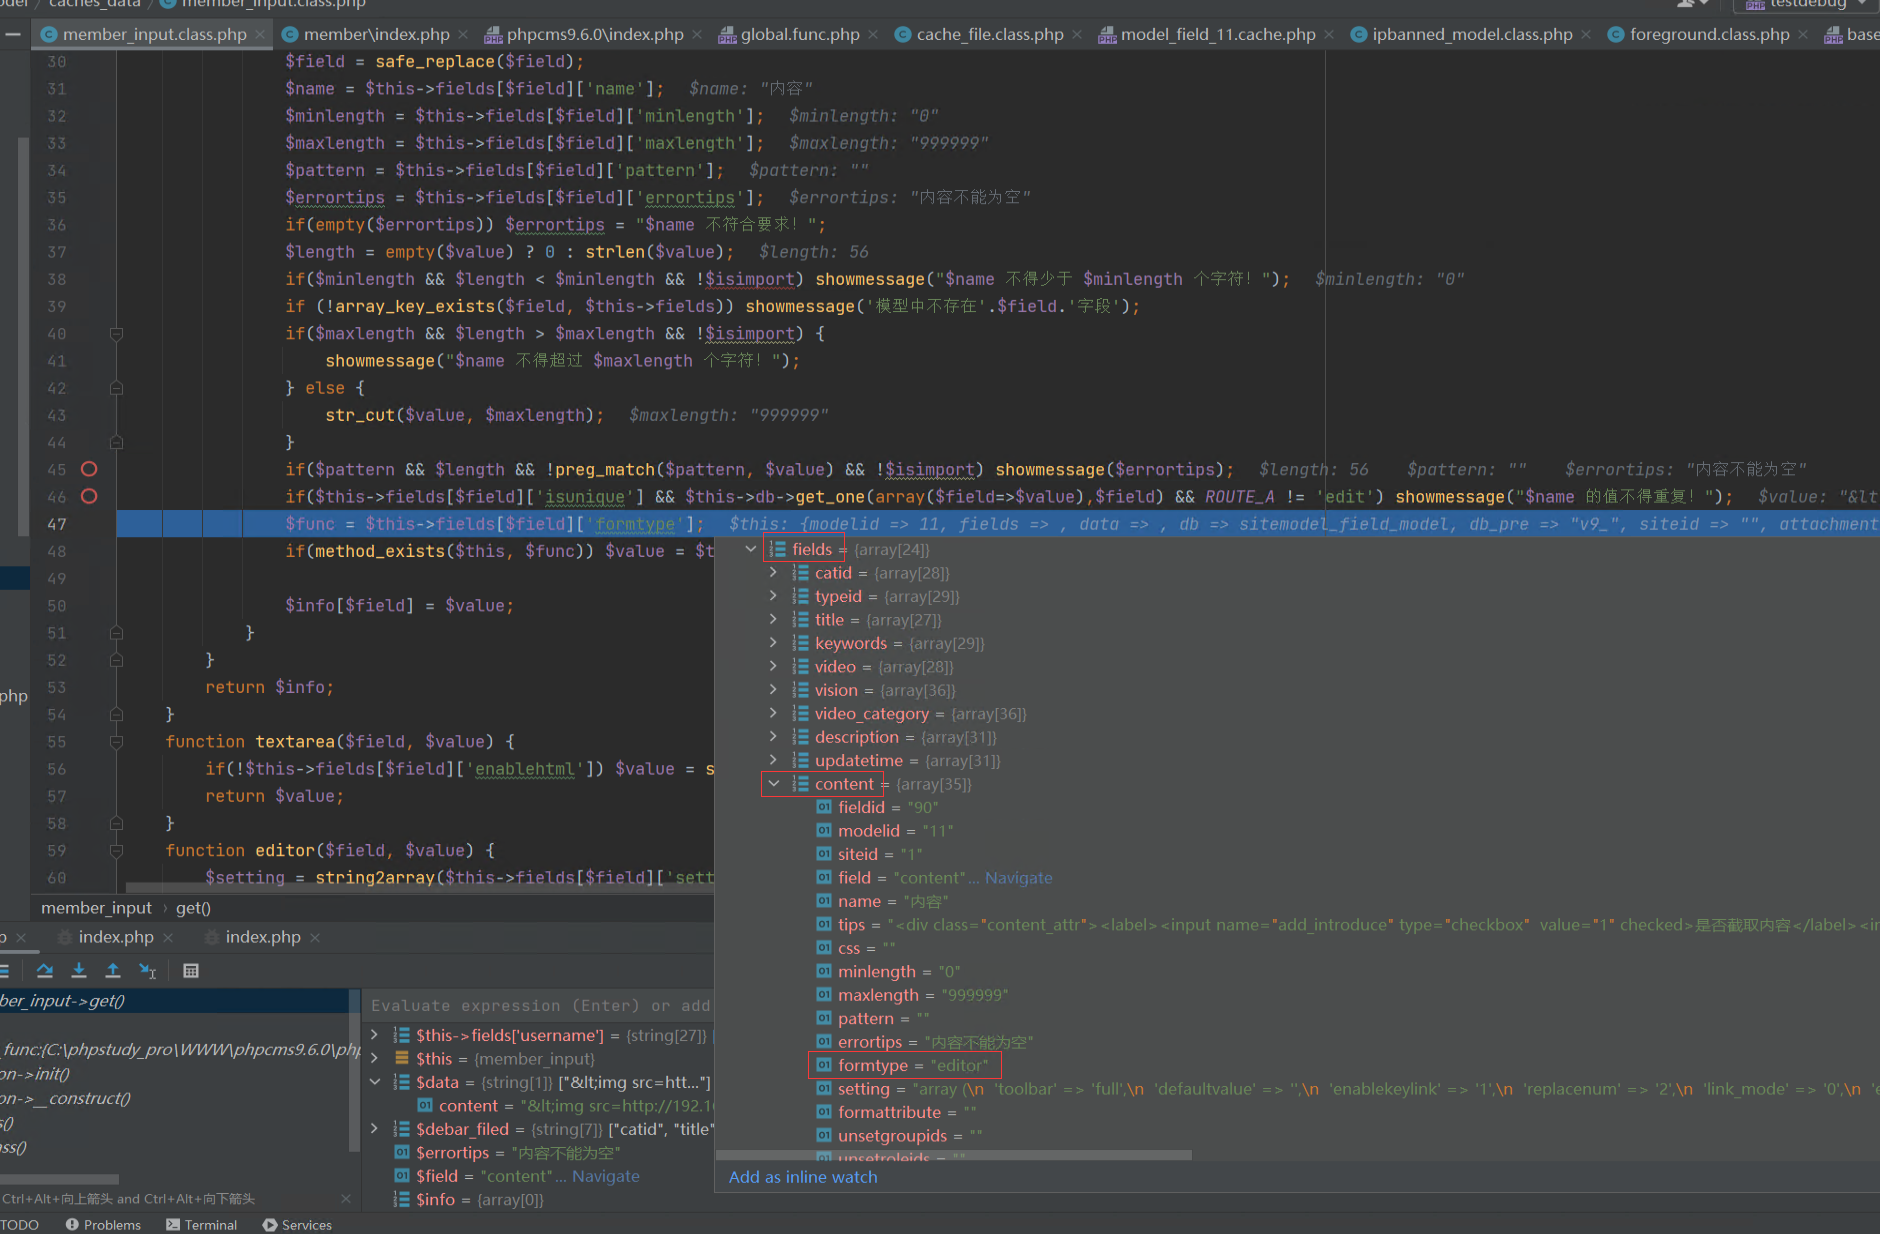 caches_data / member_input.class.php
testdebug
member_input.class.php member\index.php phpcms9.6.0\index.php global.func.php cache_file.class.php model_field_11.cache.php ipbanned_model.class.php foreground.class.php base
30 $field = safe_replace($field);
31 $name = $this->fields[$field]['name']; $name: "内容"
32 $minlength = $this->fields[$field]['minlength']; $minlength: "0"
33 $maxlength = $this->fields[$field]['maxlength']; $maxlength: "999999"
34 $pattern = $this->fields[$field]['pattern']; $pattern: ""
35 $errortips = $this->fields[$field]['errortips']; $errortips: "内容不能为空"
36 if(empty($errortips)) $errortips = "$name 不符合要求！";
37 $length = empty($value) ? 0 : strlen($value); $length: 56
38 if($minlength && $length < $minlength && !$isimport) showmessage("$name 不得少于 $minlength 个字符！"); $minlength: "0"
39 if (!array_key_exists($field, $this->fields)) showmessage('模型中不存在'.$field.'字段');
40 if($maxlength && $length > $maxlength && !$isimport) {
41 showmessage("$name 不得超过 $maxlength 个字符！");
42 } else {
43 str_cut($value, $maxlength); $maxlength: "999999"
44 }
45 if($pattern && $length && !preg_match($pattern, $value) && !$isimport) showmessage($errortips); $length: 56 $pattern: "" $errortips: "内容不能为空"
46 if($this->fields[$field]['isunique'] && $this->db->get_one(array($field=>$value),$field) && ROUTE_A != 'edit') showmessage("$name 的值不得重复！"); $value: "&lt
47 $func = $this->fields[$field]['formtype']; $this: {modelid => 11, fields => , data => , db => sitemodel_field_model, db_pre => "v9_", siteid => "", attachment
48 if(method_exists($this, $func)) $value = $t
49
50 $info[$field] = $value;
51 }
52 }
53 return $info;
54 }
55 function textarea($field, $value) {
56 if(!$this->fields[$field]['enablehtml']) $value = s
57 return $value;
58 }
59 function editor($field, $value) {
60 $setting = string2array($this->fields[$field]['sett
php
fields = {array[24]}
catid = {array[28]}
typeid = {array[29]}
title = {array[27]}
keywords = {array[29]}
video = {array[28]}
vision = {array[36]}
video_category = {array[36]}
description = {array[31]}
updatetime = {array[31]}
content = {array[35]}
fieldid = "90"
modelid = "11"
siteid = "1"
field = "content"... Navigate
name = "内容"
tips = "<div class="content_attr"><label><input name="add_introduce" type="checkbox"  value="1" checked>是否截取内容</label><in
css = ""
minlength = "0"
maxlength = "999999"
pattern = ""
errortips = "内容不能为空"
formtype = "editor"
setting = "array (\n  'toolbar' => 'full',\n  'defaultvalue' => '',\n  'enablekeylink' => '1',\n  'replacenum' => '2',\n  'link_mode' => '0',\n  'e
formattribute = ""
unsetgroupids = ""
unsetroleids = ""
Add as inline watch
member_input › get()
p index.php index.php
ber_input->get()
_func:{C:\phpstudy_pro\WWW\phpcms9.6.0\php
on->init()
on->__construct()
s()
ass()
Ctrl+Alt+向上箭头 and Ctrl+Alt+向下箭头
Evaluate expression (Enter) or add
$this->fields['username'] = {string[27]}
$this = {member_input}
$data = {string[1]} ["&lt;img src=htt..."]
content = "&lt;img src=http://192.1
$debar_filed = {string[7]} ["catid", "title"
$errortips = "内容不能为空"
$field = "content"... Navigate
$info = {array[0]}
TODO Problems Terminal Services